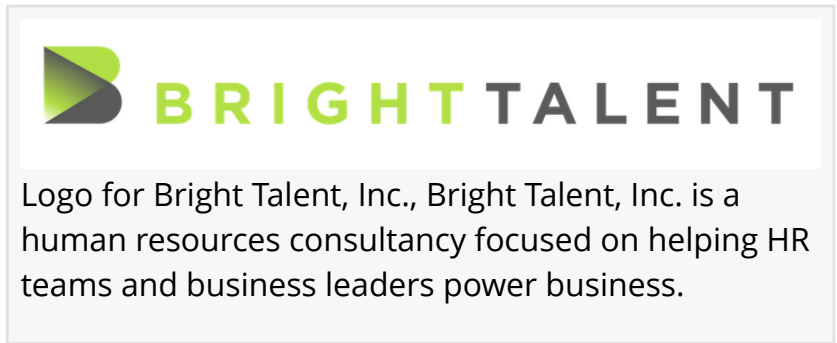 BRIGHT TALENT
Logo for Bright Talent, Inc., Bright Talent, Inc. is a
human resources consultancy focused on helping HR
teams and business leaders power business.